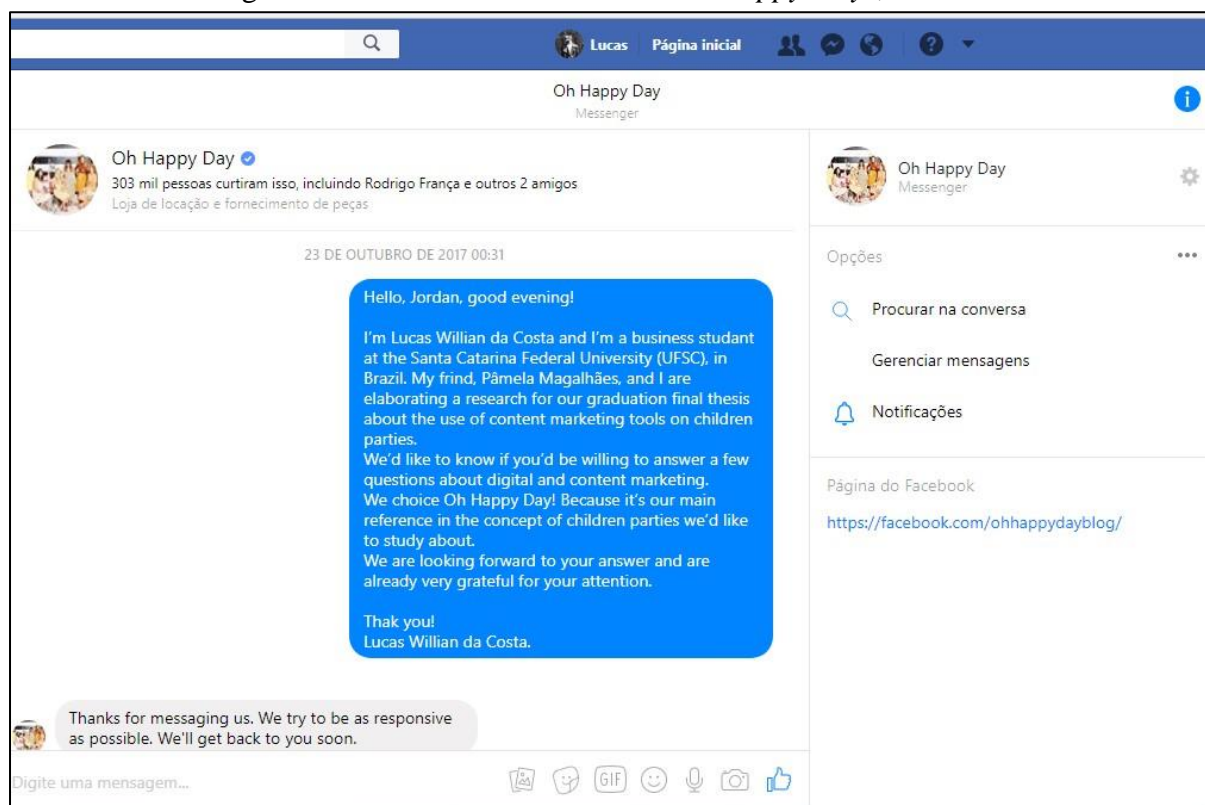 Lucas Página inicial
Oh Happy Day
Messenger
Oh Happy Day
303 mil pessoas curtiram isso, incluindo Rodrigo França e outros 2 amigos
Loja de locação e fornecimento de peças
23 DE OUTUBRO DE 2017 00:31
Hello, Jordan, good evening!
I'm Lucas Willian da Costa and I'm a business studant
at the Santa Catarina Federal University (UFSC), in
Brazil. My frind, Pâmela Magalhães, and I are
elaborating a research for our graduation final thesis
about the use of content marketing tools on children
parties.
We'd like to know if you'd be willing to answer a few
questions about digital and content marketing.
We choice Oh Happy Day! Because it's our main
reference in the concept of children parties we'd like
to study about.
We are looking forward to your answer and are
already very grateful for your attention.
Thak you!
Lucas Willian da Costa.
Thanks for messaging us. We try to be as responsive
as possible. We'll get back to you soon.
Digite uma mensagem...
GIF
Oh Happy Day
Messenger
Opções
Procurar na conversa
Gerenciar mensagens
Notificações
Página do Facebook
https://facebook.com/ohhappydayblog/